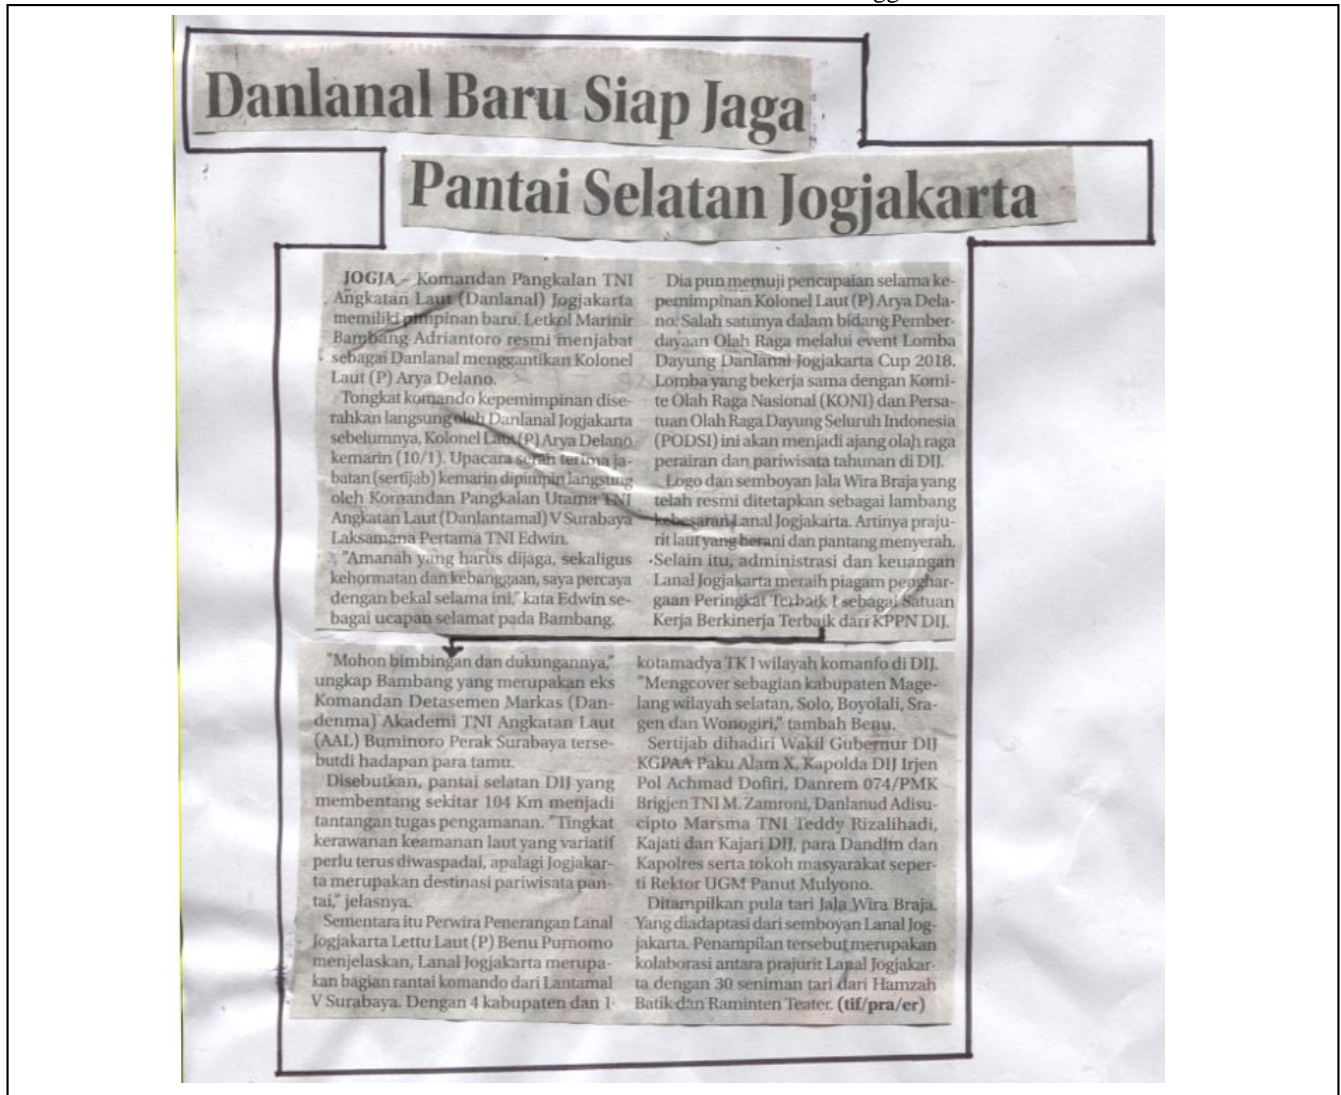 Danlanal Baru Siap Jaga
Pantai Selatan Jogjakarta
JOGJA – Komandan Pangkalan TNI
Angkatan Laut (Danlanal) Jogjakarta
memiliki pimpinan baru. Letkol Marinir
Bambang Adriantoro resmi menjabat
sebagai Danlanal menggantikan Kolonel
Laut (P) Arya Delano.
Tongkat komando kepemimpinan dise-
rahkan langsung oleh Danlanal Jogjakarta
sebelumnya, Kolonel Laut (P) Arya Delano
kemarin (10/1). Upacara serah terima ja-
batan (sertijab) kemarin dipimpin langsung
oleh Komandan Pangkalan Utama TNI
Angkatan Laut (Danlantamal) V Surabaya
Laksamana Pertama TNI Edwin.
"Amanah yang harus dijaga, sekaligus
kehormatan dan kebanggaan, saya percaya
dengan bekal selama ini," kata Edwin se-
bagai ucapan selamat pada Bambang.
Dia pun memuji pencapaian selama ke-
pemimpinan Kolonel Laut (P) Arya Dela-
no. Salah satunya dalam bidang Pember-
dayaan Olah Raga melalui event Lomba
Dayung Danlanal Jogjakarta Cup 2018.
Lomba yang bekerja sama dengan Komi-
te Olah Raga Nasional (KONI) dan Persa-
tuan Olah Raga Dayung Seluruh Indonesia
(PODSI) ini akan menjadi ajang olah raga
perairan dan pariwisata tahunan di DIJ.
Logo dan semboyan Jala Wira Braja yang
telah resmi ditetapkan sebagai lambang
kebesaran Lanal Jogjakarta. Artinya praju-
rit laut yang berani dan pantang menyerah.
Selain itu, administrasi dan keuangan
Lanal Jogjakarta meraih piagam penghar-
gaan Peringkat Terbaik I sebagai Satuan
Kerja Berkinerja Terbaik dari KPPN DIJ.
"Mohon bimbingan dan dukungannya,"
ungkap Bambang yang merupakan eks
Komandan Detasemen Markas (Dan-
denma) Akademi TNI Angkatan Laut
(AAL) Buminoro Perak Surabaya terse-
butdi hadapan para tamu.
Disebutkan, pantai selatan DIJ yang
membentang sekitar 104 Km menjadi
tantangan tugas pengamanan. "Tingkat
kerawanan keamanan laut yang variatif
perlu terus diwaspadai, apalagi Jogjakar-
ta merupakan destinasi pariwisata pan-
tai," jelasnya.
Sementara itu Perwira Penerangan Lanal
Jogjakarta Lettu Laut (P) Benu Purnomo
menjelaskan, Lanal Jogjakarta merupa-
kan bagian rantai komando dari Lantamal
V Surabaya. Dengan 4 kabupaten dan 1
kotamadya TK I wilayah komanfo di DIJ.
"Mengcover sebagian kabupaten Mage-
lang wilayah selatan, Solo, Boyolali, Sra-
gen dan Wonogiri," tambah Benu.
Sertijab dihadiri Wakil Gubernur DIJ
KGPAA Paku Alam X, Kapolda DIJ Irjen
Pol Achmad Dofiri, Danrem 074/PMK
Brigjen TNI M. Zamroni, Danlanud Adisu-
cipto Marsma TNI Teddy Rizalihadi,
Kajati dan Kajari DIJ, para Dandim dan
Kapolres serta tokoh masyarakat seper-
ti Rektor UGM Panut Mulyono.
Ditampilkan pula tari Jala Wira Braja.
Yang diadaptasi dari semboyan Lanal Jog-
jakarta. Penampilan tersebut merupakan
kolaborasi antara prajurit Lanal Jogjakar-
ta dengan 30 seniman tari dari Hamzah
Batik dan Raminten Teater. (tif/pra/er)